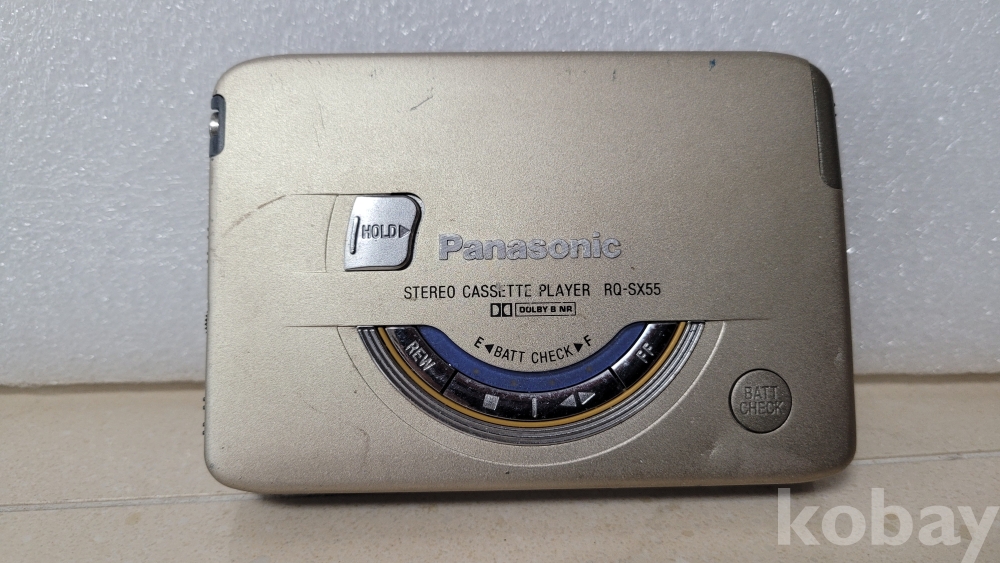 HOLD
Panasonic
STEREO CASSETTE PLAYER RQ-SX55
DOLBY B NR
E ◀BATT CHECK▶ F
REW
FF
BATT
CHECK
kobay